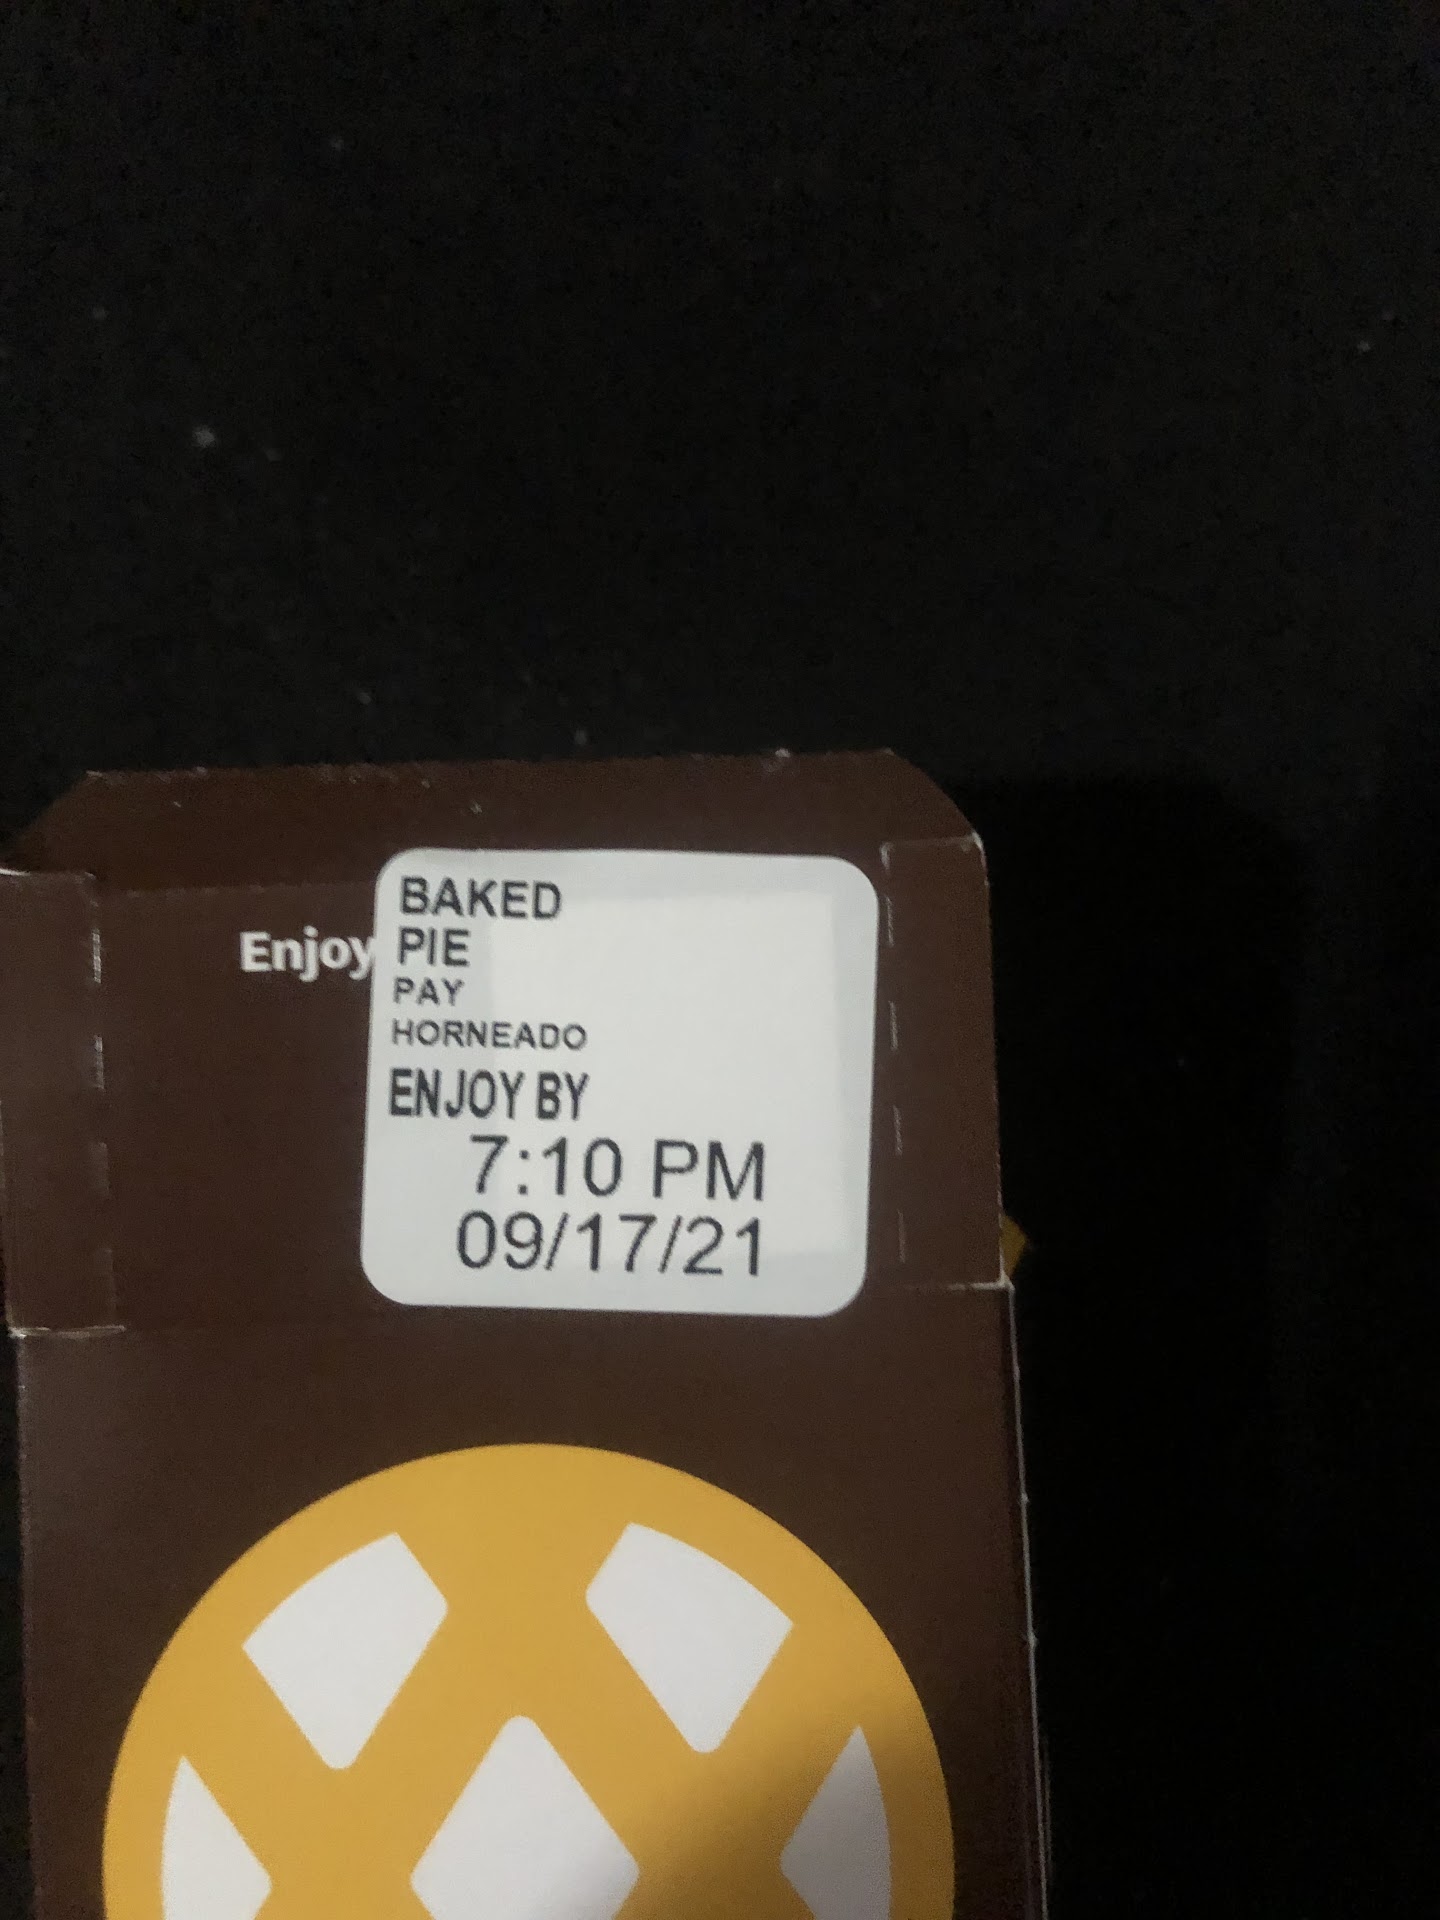 Enjoy
BAKED
PIE
PAY
HORNEADO
ENJOY BY
7:10 PM
09/17/21